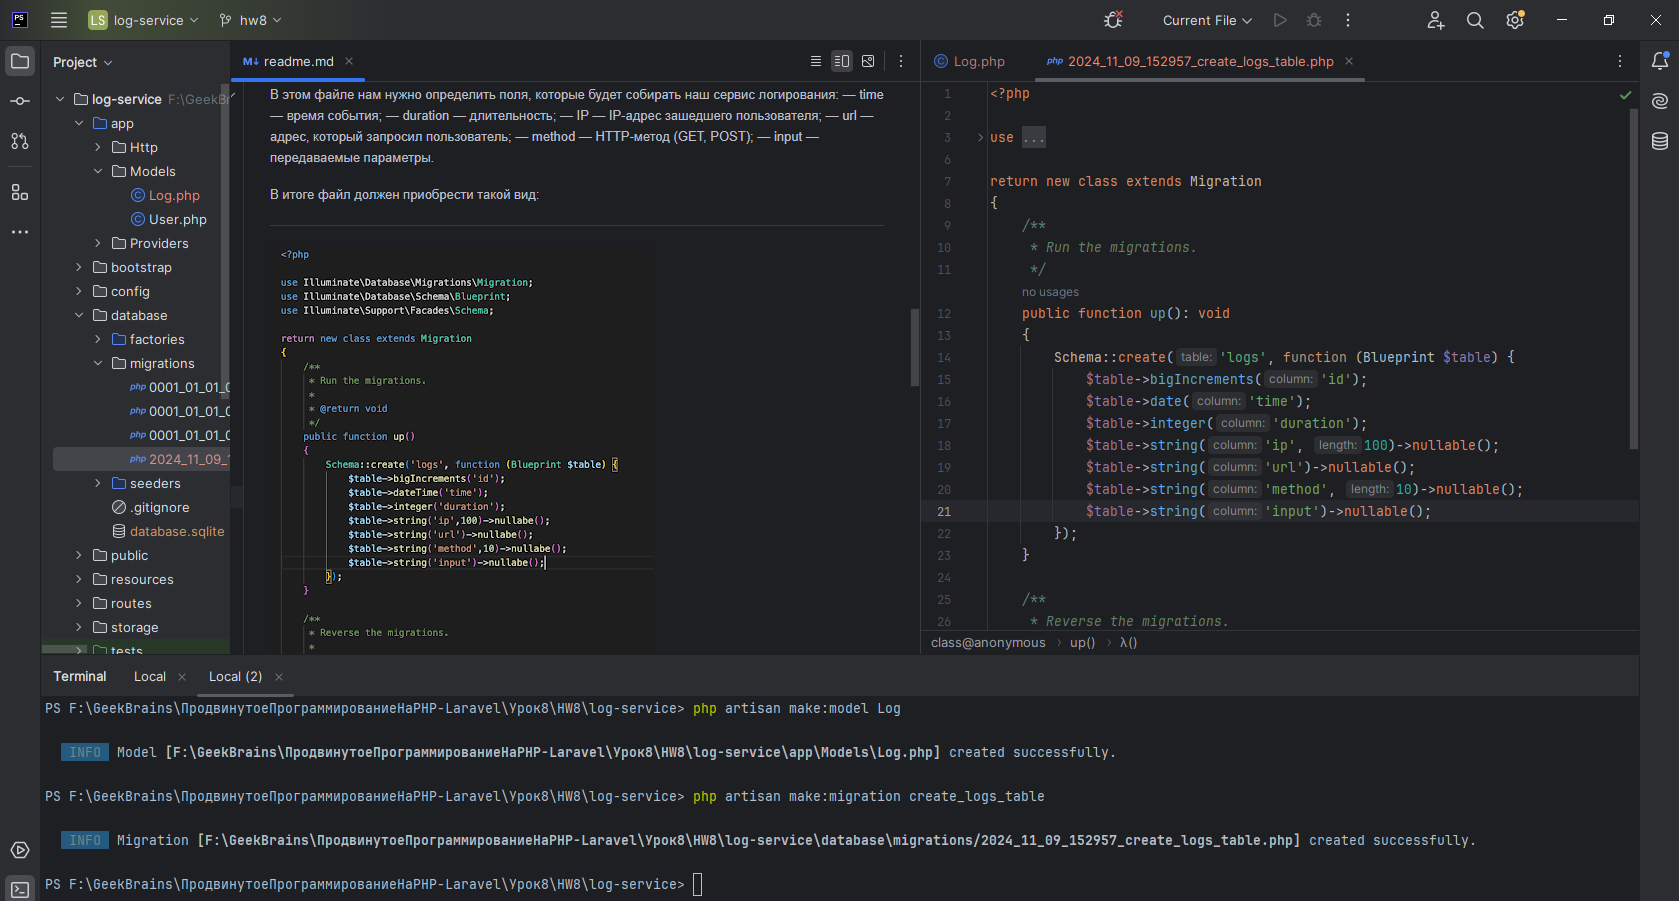 PS
LS log-service
hw8
Current File
Project
log-service F:\GeekBr
app
Http
Models
Log.php
User.php
Providers
bootstrap
config
database
factories
migrations
php 0001_01_01_0
php 0001_01_01_0
php 0001_01_01_0
php 2024_11_09_1
seeders
.gitignore
database.sqlite
public
resources
routes
storage
tests
M↓ readme.md
В этом файле нам нужно определить поля, которые будет собирать наш сервис логирования: — time
— время события; — duration — длительность; — IP — IP-адрес зашедшего пользователя; — url —
адрес, который запросил пользователь; — method — HTTP-метод (GET, POST); — input —
передаваемые параметры.
В итоге файл должен приобрести такой вид:
<?php
use Illuminate\Database\Migrations\Migration;
use Illuminate\Database\Schema\Blueprint;
use Illuminate\Support\Facades\Schema;
return new class extends Migration
{
/**
* Run the migrations.
*
* @return void
*/
public function up()
{
Schema::create('logs', function (Blueprint $table) {
$table->bigIncrements('id');
$table->dateTime('time');
$table->integer('duration');
$table->string('ip',100)->nullabe();
$table->string('url')->nullabe();
$table->string('method',10)->nullabe();
$table->string('input')->nullabe();
});
}
/**
* Reverse the migrations.
*
Log.php
php 2024_11_09_152957_create_logs_table.php
1 <?php
2
3 use ...
6
7 return new class extends Migration
8 {
9 /**
10 * Run the migrations.
11 */
no usages
12 public function up(): void
13 {
14 Schema::create( table: 'logs', function (Blueprint $table) {
15 $table->bigIncrements( column: 'id');
16 $table->date( column: 'time');
17 $table->integer( column: 'duration');
18 $table->string( column: 'ip', length: 100)->nullable();
19 $table->string( column: 'url')->nullable();
20 $table->string( column: 'method', length: 10)->nullable();
21 $table->string( column: 'input')->nullable();
22 });
23 }
24
25 /**
26 * Reverse the migrations.
class@anonymous › up() › λ()
Terminal Local Local (2)
PS F:\GeekBrains\ПродвинутоеПрограммированиеНаPHP-Laravel\Урок8\HW8\log-service> php artisan make:model Log
INFO Model [F:\GeekBrains\ПродвинутоеПрограммированиеНаPHP-Laravel\Урок8\HW8\log-service\app\Models\Log.php] created successfully.
PS F:\GeekBrains\ПродвинутоеПрограммированиеНаPHP-Laravel\Урок8\HW8\log-service> php artisan make:migration create_logs_table
INFO Migration [F:\GeekBrains\ПродвинутоеПрограммированиеНаPHP-Laravel\Урок8\HW8\log-service\database\migrations/2024_11_09_152957_create_logs_table.php] created successfully.
PS F:\GeekBrains\ПродвинутоеПрограммированиеНаPHP-Laravel\Урок8\HW8\log-service>